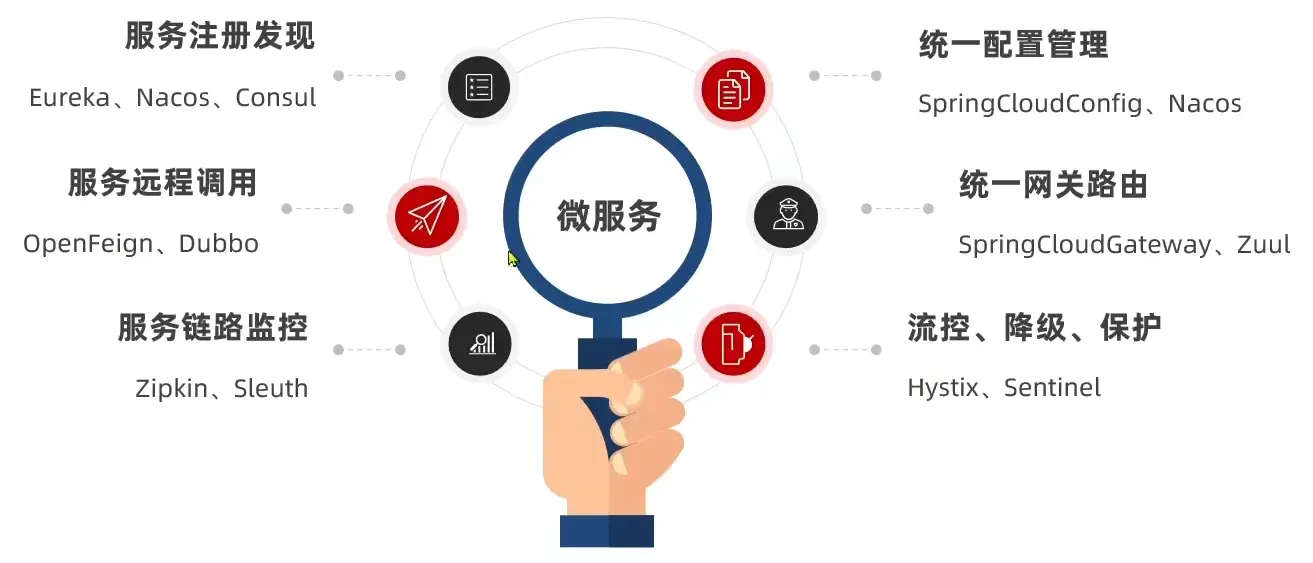 服务注册发现
Eureka、Nacos、Consul
服务远程调用
OpenFeign、Dubbo
服务链路监控
Zipkin、Sleuth
微服务
统一配置管理
SpringCloudConfig、Nacos
统一网关路由
SpringCloudGateway、Zuul
流控、降级、保护
Hystix、Sentinel